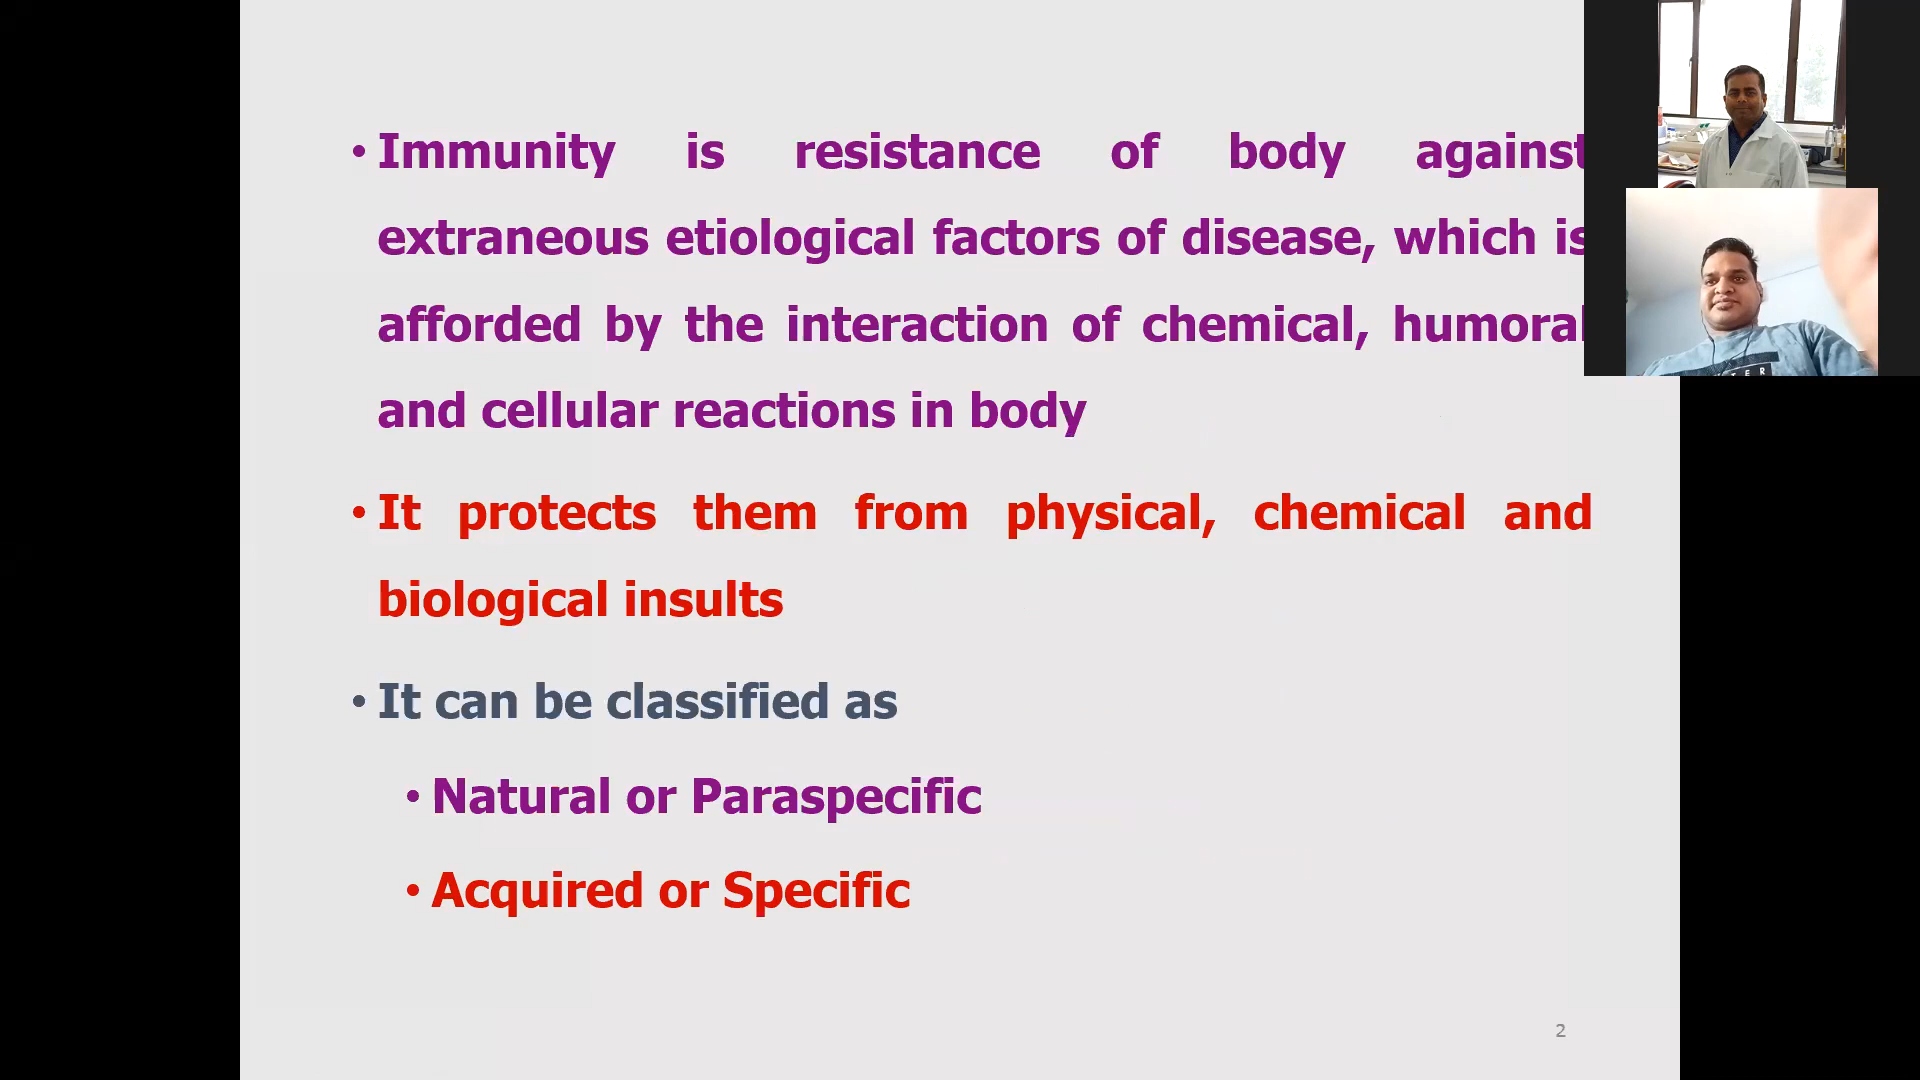 • Immunity is resistance of body against
extraneous etiological factors of disease, which is
afforded by the interaction of chemical, humoral
and cellular reactions in body
• It protects them from physical, chemical and
biological insults
• It can be classified as
• Natural or Paraspecific
• Acquired or Specific
2